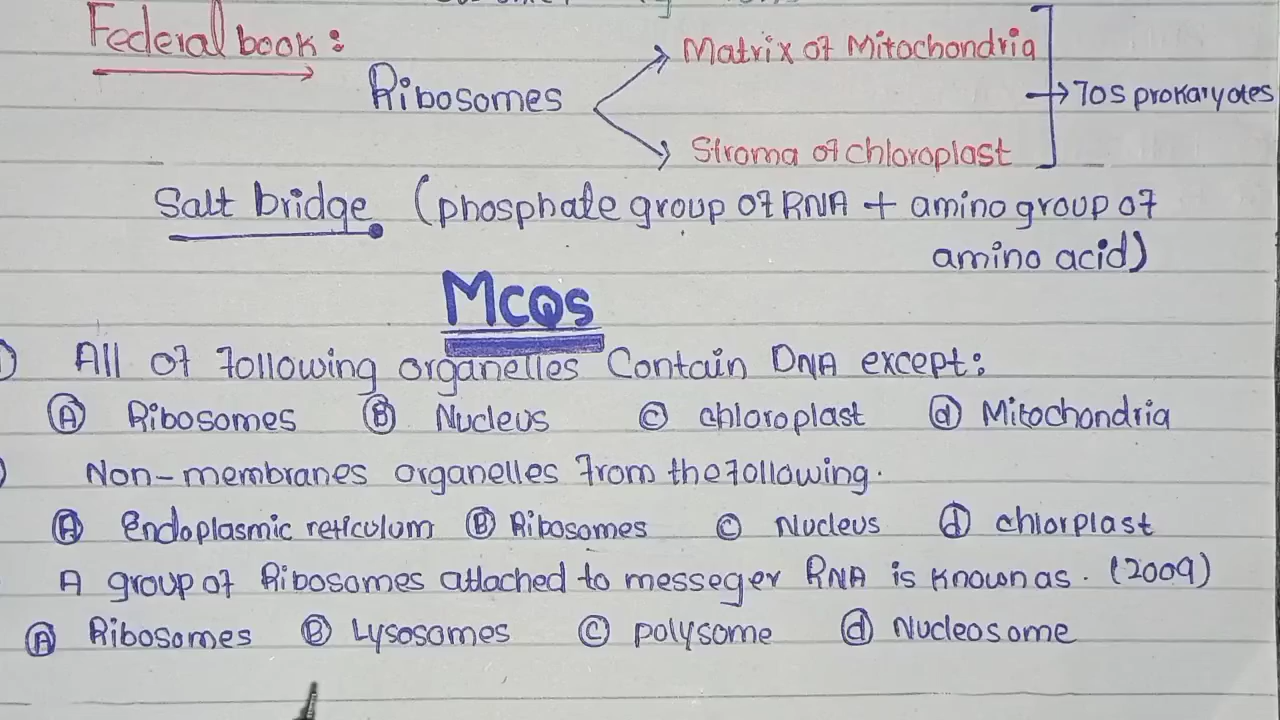 Federal book:
Matrix of Mitochondria
Ribosomes
70s prokaryotes
Stroma of chloroplast
Salt bridge (phosphate group of RNA + amino group of
amino acid)
MCQs
All of following organelles Contain DNA except:
A Ribosomes B Nucleus C chloroplast d Mitochondria
Non-membranes organelles from the following.
A Endoplasmic reticulum B Ribosomes C Nucleus d chlorplast
A group of Ribosomes attached to messeger RNA is known as. (2009)
A Ribosomes B Lysosomes C polysome d Nucleosome